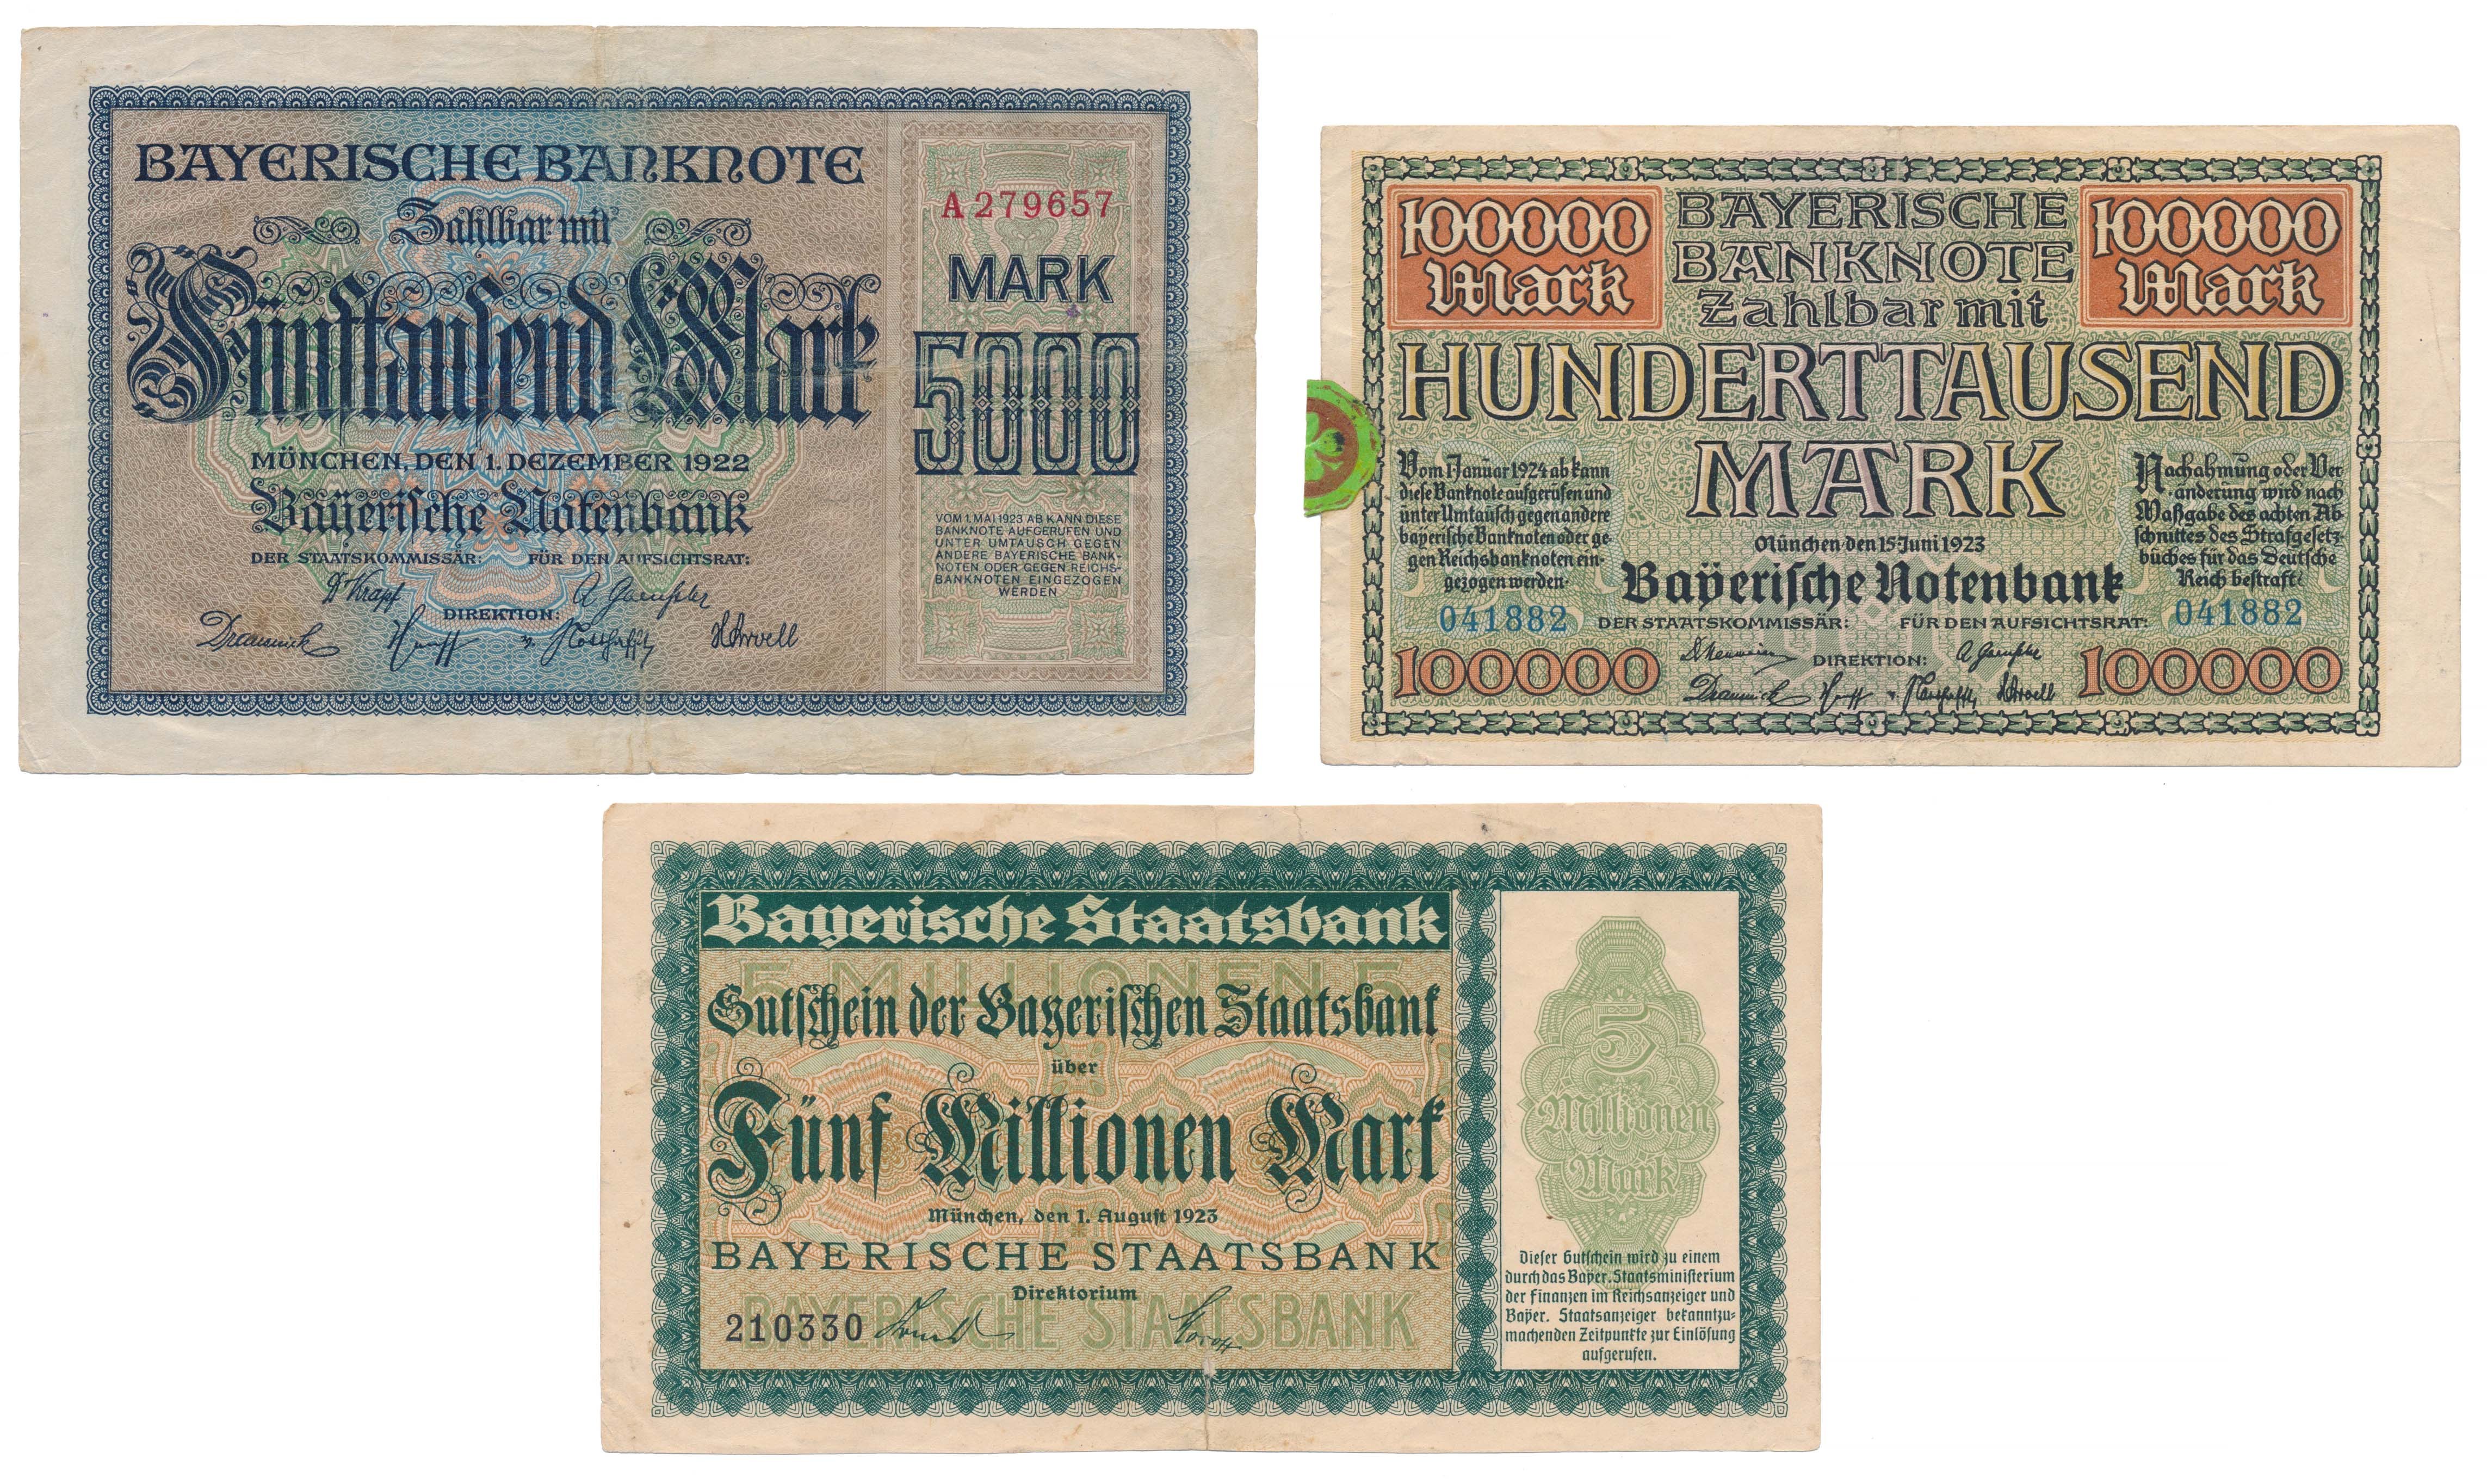 BAYERISCHE BANKNOTE
Zahlbar mit
Fünftausend Mark
MÜNCHEN, DEN 1. DEZEMBER 1922
Bayerische Notenbank
DER STAATSKOMMISSÄR: FÜR DEN AUFSICHTSRAT:
DIREKTION:
A 279657
MARK
5000
VOM 1. MAI 1923 AB KANN DIESE
BANKNOTE AUFGERUFEN UND
UNTER UMTAUSCH GEGEN
ANDERE BAYERISCHE BANK-
NOTEN ODER GEGEN REICHS-
BANKNOTEN EINGEZOGEN
WERDEN
100000
Mark
BAYERISCHE
BANKNOTE
Zahlbar mit
100000
Mark
HUNDERTTAUSEND
MARK
Vom 1. Januar 1924 ab kann
diese Banknote aufgerufen und
unter Umtausch gegen andere
bayerische Banknoten oder ge-
gen Reichsbanknoten ein-
gezogen werden
041882
München den 15. Juni 1923
Bayerische Notenbank
DER STAATSKOMMISSÄR: FÜR DEN AUFSICHTSRAT:
DIREKTION:
Nachahmung oder Ver-
änderung wird nach
Maßgabe des achten Ab-
schnittes des Strafgesetz-
buches für das Deutsche
Reich bestraft
041882
100000
100000
Bayerische Staatsbank
5 MILLIONEN 5
Gutschein der Bayerischen Staatsbank
über
Fünf Millionen Mark
München, den 1. August 1923
BAYERISCHE STAATSBANK
Direktorium
BAYERISCHE STAATSBANK
210330
5
Millionen
Mark
Dieser Gutschein wird zu einem
durch das Bayer. Staatsministerium
der Finanzen im Reichsanzeiger und
Bayer. Staatsanzeiger bekanntzu-
machenden Zeitpunkte zur Einlösung
aufgerufen.